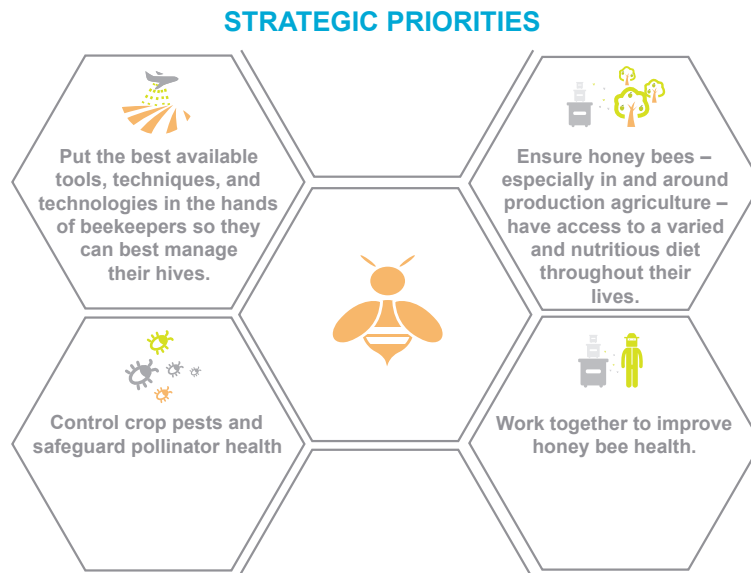 STRATEGIC PRIORITIES
Put the best available
tools, techniques, and
technologies in the hands
of beekeepers so they
can best manage
their hives.
Ensure honey bees –
especially in and around
production agriculture –
have access to a varied
and nutritious diet
throughout their
lives.
Control crop pests and
safeguard pollinator health
Work together to improve
honey bee health.